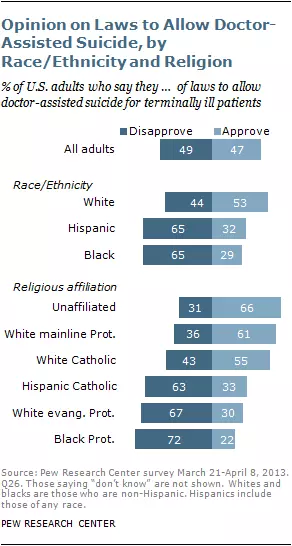 Opinion on Laws to Allow Doctor-
Assisted Suicide, by
Race/Ethnicity and Religion
% of U.S. adults who say they ... of laws to allow
doctor-assisted suicide for terminally ill patients
Disapprove Approve
All adults 49 47
Race/Ethnicity
White 44 53
Hispanic 65 32
Black 65 29
Religious affiliation
Unaffiliated 31 66
White mainline Prot. 36 61
White Catholic 43 55
Hispanic Catholic 63 33
White evang. Prot. 67 30
Black Prot. 72 22
Source: Pew Research Center survey March 21-April 8, 2013.
Q26. Those saying “don’t know” are not shown. Whites and
blacks are those who are non-Hispanic. Hispanics include
those of any race.
PEW RESEARCH CENTER